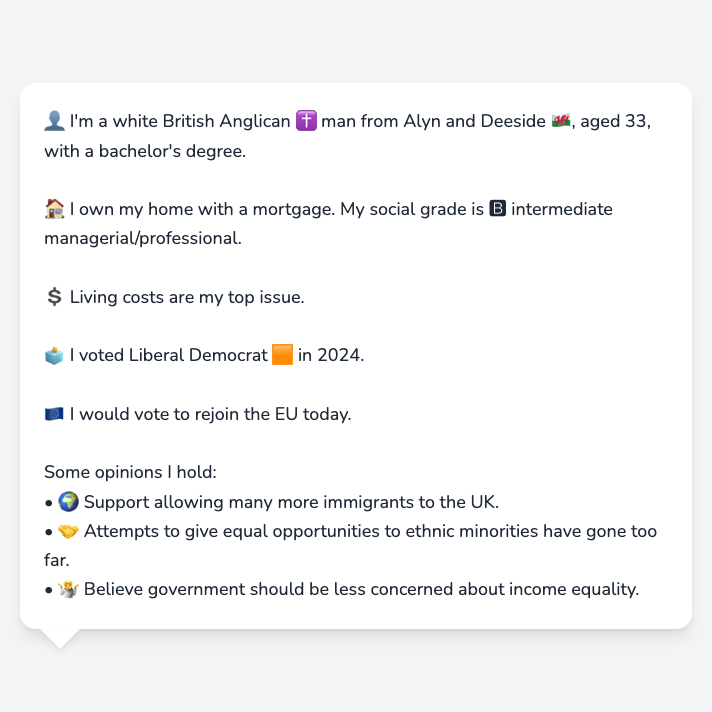 👤 I'm a white British Anglican ✝️ man from Alyn and Deeside 🏴󠁧󠁢󠁷󠁬󠁳󠁿, aged 33,
with a bachelor's degree.
🏠 I own my home with a mortgage. My social grade is 🅱 intermediate
managerial/professional.
💲 Living costs are my top issue.
🗳️ I voted Liberal Democrat 🟧 in 2024.
🇪🇺 I would vote to rejoin the EU today.
Some opinions I hold:
• 🌍 Support allowing many more immigrants to the UK.
• 🤝 Attempts to give equal opportunities to ethnic minorities have gone too
far.
• 🤷 Believe government should be less concerned about income equality.